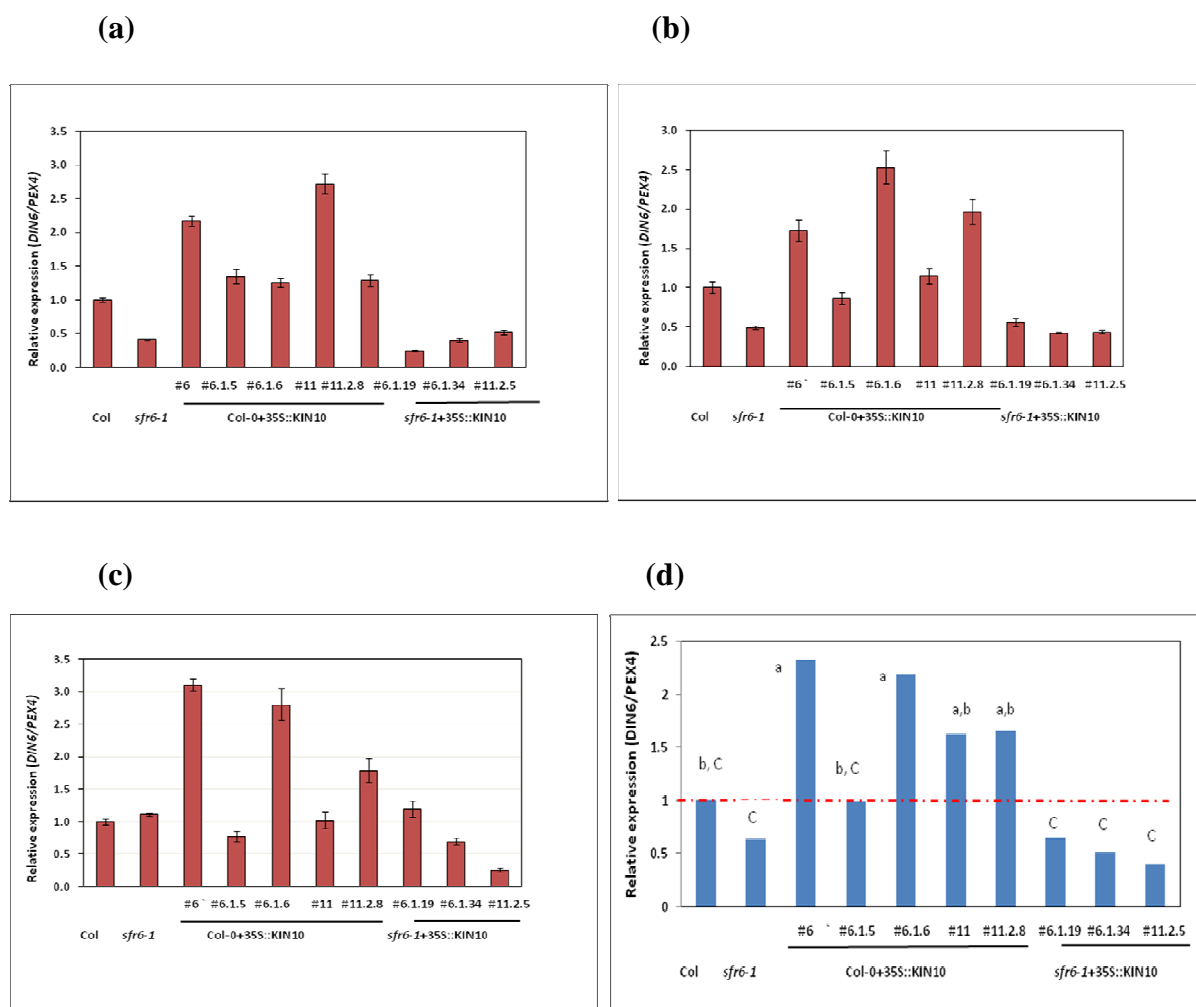 (a)
(b)
Relative expression (DIN6/PEX4)
3.5
3.0
2.5
2.0
1.5
1.0
0.5
0.0
#6 #6.1.5 #6.1.6 #11 #11.2.8 #6.1.19 #6.1.34 #11.2.5
Col sfr6-1 Col-0+35S::KIN10 sfr6-1+35S::KIN10
Relative expression (DIN6/PEX4)
3.0
2.5
2.0
1.5
1.0
0.5
0.0
#6 ` #6.1.5 #6.1.6 #11 #11.2.8 #6.1.19 #6.1.34 #11.2.5
Col sfr6-1 Col-0+35S::KIN10 sfr6-1+35S::KIN10
(c)
(d)
Relative expression (DIN6/PEX4)
3.5
3.0
2.5
2.0
1.5
1.0
0.5
0.0
#6 ` #6.1.5 #6.1.6 #11 #11.2.8 #6.1.19 #6.1.34 #11.2.5
Col sfr6-1 Col-0+35S::KIN10 sfr6-1+35S::KIN10
Relative expression (DIN6/PEX4)
2.5
2
1.5
1
0.5
0
b, C C a b, C a a,b a,b C C C
#6 ` #6.1.5 #6.1.6 #11 #11.2.8 #6.1.19 #6.1.34 #11.2.5
Col sfr6-1 Col-0+35S::KIN10 sfr6-1+35S::KIN10